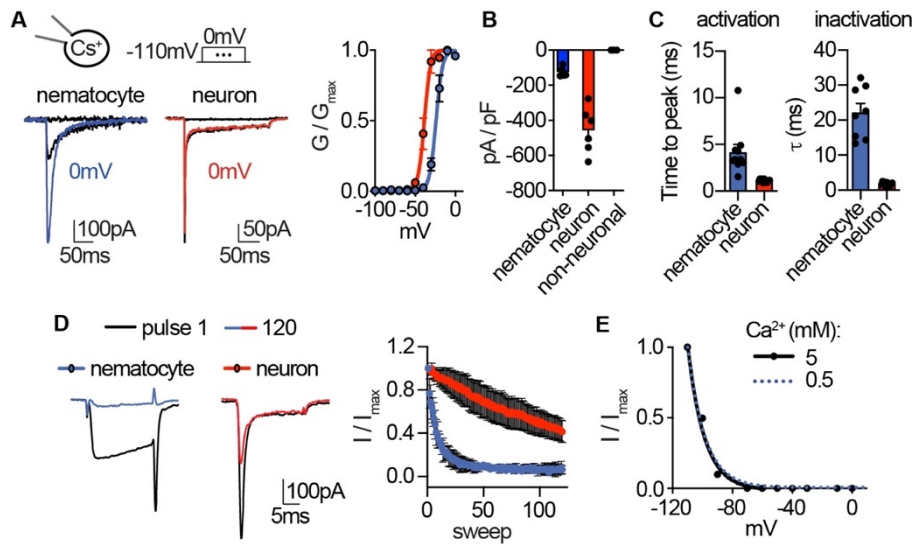 A
Cs⁺
-110mV
0mV
nematocyte
neuron
0mV
0mV
100pA
50ms
50pA
50ms
G / Gmax
1.0
0.5
0.0
-100
-50
0
mV
B
pA / pF
0
-200
-400
-600
-800
nematocyte
neuron
non-neuronal
C
activation
inactivation
Time to peak (ms)
15
10
5
0
nematocyte
neuron
τ (ms)
40
30
20
10
0
nematocyte
neuron
D
pulse 1
120
nematocyte
neuron
100pA
5ms
I / Imax
1.2
0.8
0.4
0.0
0
50
100
sweep
E
Ca²⁺ (mM):
5
0.5
I / Imax
1.0
0.5
0.0
-120
-80
-40
0
mV